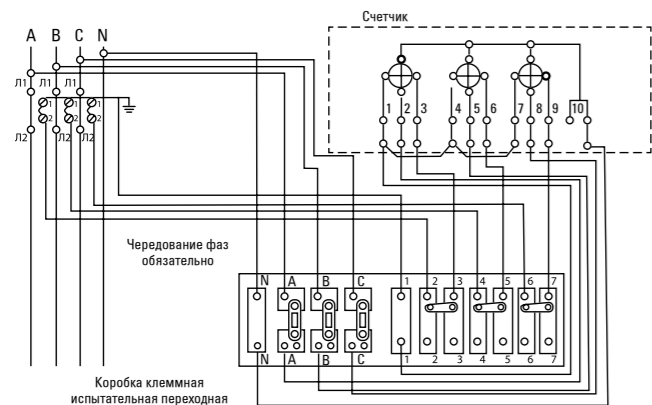 Счетчик
A B C N
Л1 Л1 Л1
1 1 1
2 2 2
Л2 Л2 Л2
1 2 3 4 5 6 7 8 9 10
Чередование фаз
обязательно
N A B C 1 2 3 4 5 6 7
N A B C 1 2 3 4 5 6 7
Коробка клеммная
испытательная переходная